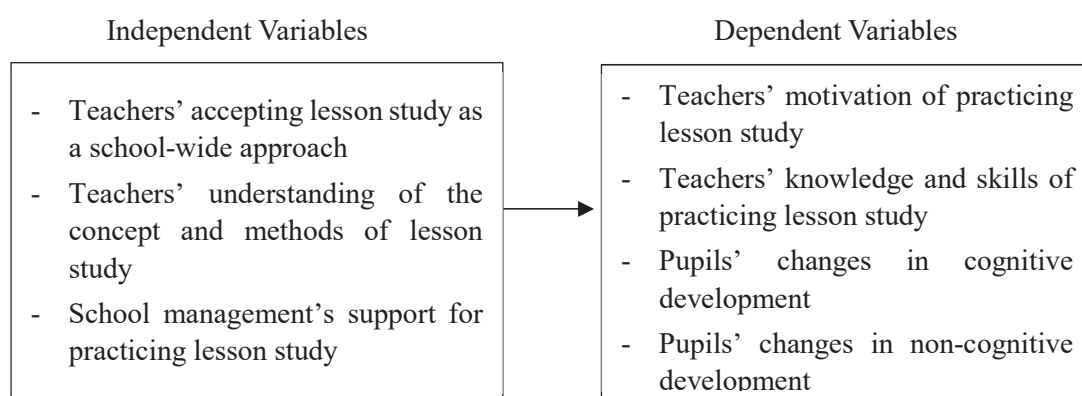 Independent Variables
- Teachers’ accepting lesson study as
a school-wide approach
- Teachers’ understanding of the
concept and methods of lesson
study
- School management’s support for
practicing lesson study
Dependent Variables
- Teachers’ motivation of practicing
lesson study
- Teachers’ knowledge and skills of
practicing lesson study
- Pupils’ changes in cognitive
development
- Pupils’ changes in non-cognitive
development